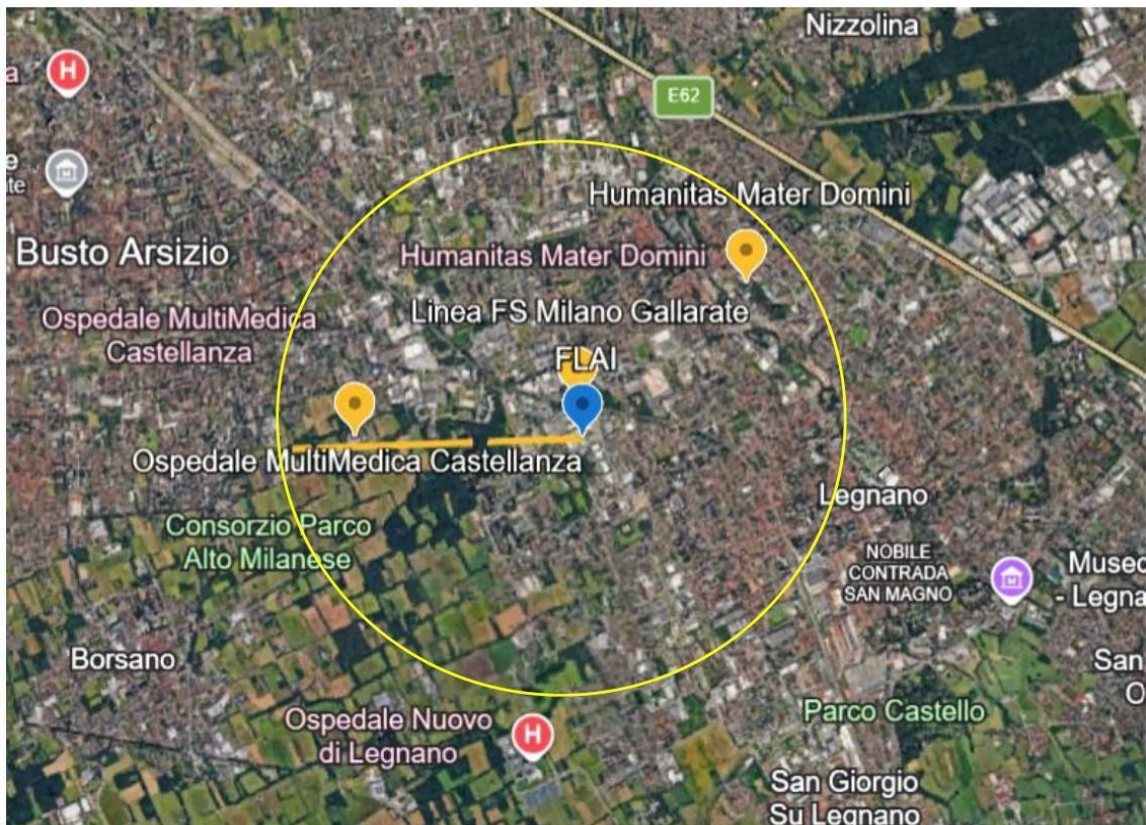 Nizzolina
E62
Humanitas Mater Domini
Busto Arsizio
Humanitas Mater Domini
Ospedale MultiMedica
Castellanza
Linea FS Milano Gallarate
FLAI
Ospedale MultiMedica Castellanza
Legnano
Consorzio Parco
Alto Milanese
NOBILE
CONTRADA
SAN MAGNO
Museo
- Legna
Borsano
San
O
Ospedale Nuovo
di Legnano
H
H
Parco Castello
San Giorgio
Su Legnano